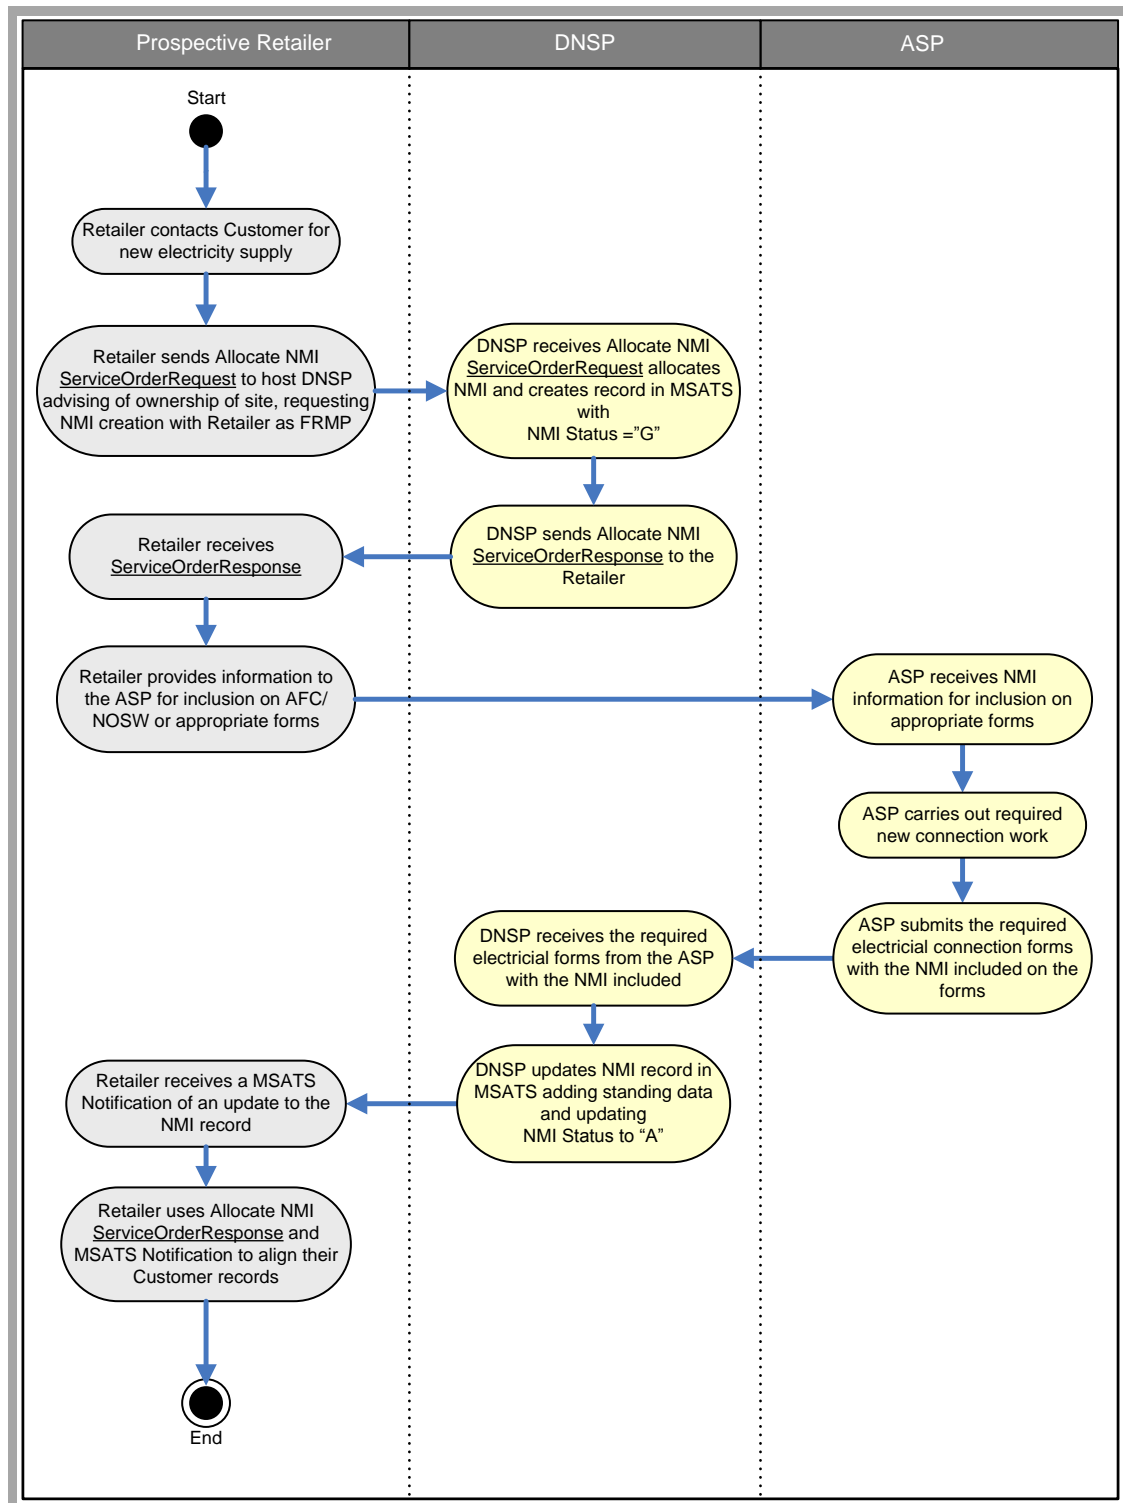 Prospective Retailer
DNSP
ASP
Start
Retailer contacts Customer for
new electricity supply
Retailer sends Allocate NMI
ServiceOrderRequest to host DNSP
advising of ownership of site, requesting
NMI creation with Retailer as FRMP
DNSP receives Allocate NMI
ServiceOrderRequest allocates
NMI and creates record in MSATS
with
NMI Status =”G”
DNSP sends Allocate NMI
ServiceOrderResponse to the
Retailer
Retailer receives
ServiceOrderResponse
Retailer provides information to
the ASP for inclusion on AFC/
NOSW or appropriate forms
ASP receives NMI
information for inclusion on
appropriate forms
ASP carries out required
new connection work
ASP submits the required
electricial connection forms
with the NMI included on the
forms
DNSP receives the required
electricial forms from the ASP
with the NMI included
DNSP updates NMI record in
MSATS adding standing data
and updating
NMI Status to “A”
Retailer receives a MSATS
Notification of an update to the
NMI record
Retailer uses Allocate NMI
ServiceOrderResponse and
MSATS Notification to align their
Customer records
End